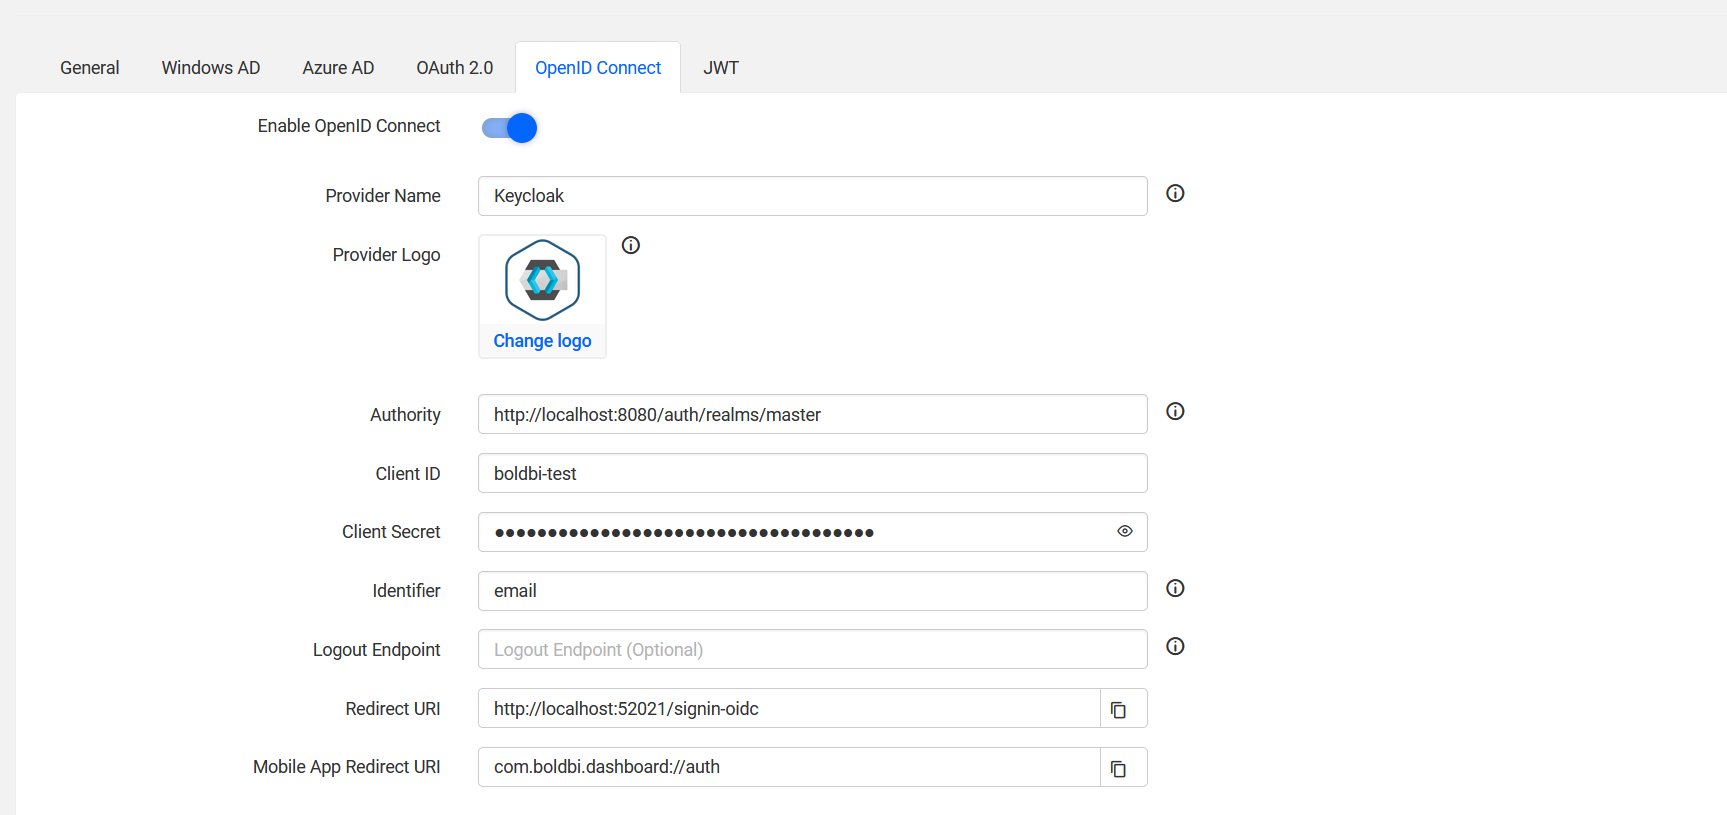 General Windows AD Azure AD OAuth 2.0 OpenID Connect JWT
Enable OpenID Connect
Provider Name Keycloak
Provider Logo
Change logo
Authority http://localhost:8080/auth/realms/master
Client ID boldbi-test
Client Secret ••••••••••••••••••••••••••••••••••••
Identifier email
Logout Endpoint Logout Endpoint (Optional)
Redirect URI http://localhost:52021/signin-oidc
Mobile App Redirect URI com.boldbi.dashboard://auth